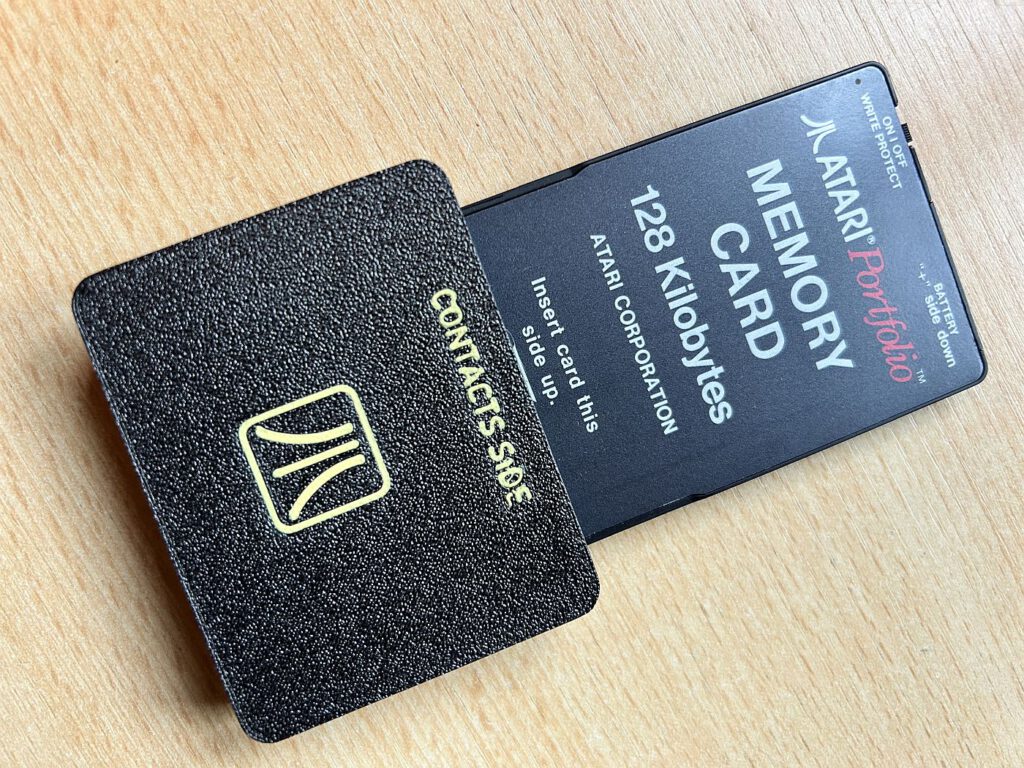 ON | OFF
WRITE PROTECT
BATTERY
"+" side down
ATARI® Portfolio™
MEMORY
CARD
128 Kilobytes
ATARI CORPORATION
Insert card this
side up.
CONTACTS SIDE